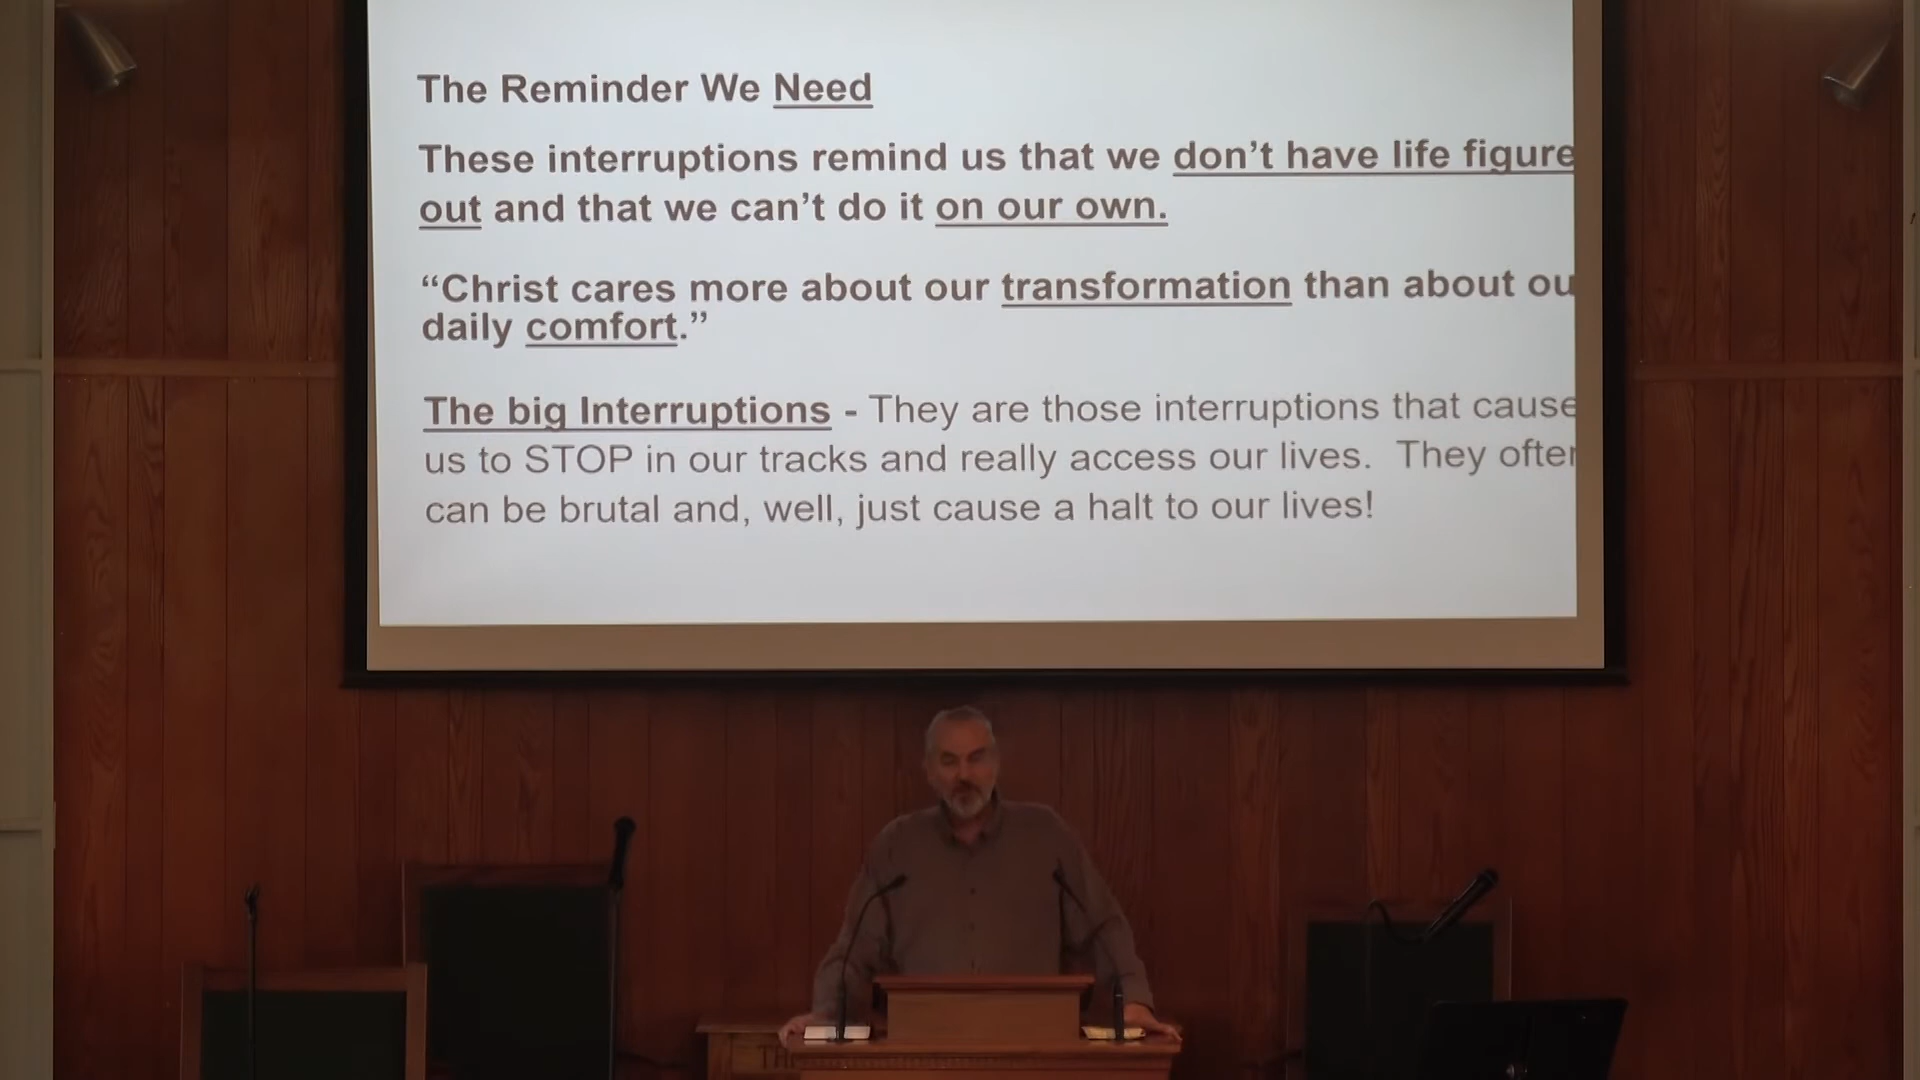 The Reminder We Need
These interruptions remind us that we don't have life figure
out and that we can't do it on our own.
“Christ cares more about our transformation than about ou
daily comfort.”
The big Interruptions - They are those interruptions that cause
us to STOP in our tracks and really access our lives. They often
can be brutal and, well, just cause a halt to our lives!